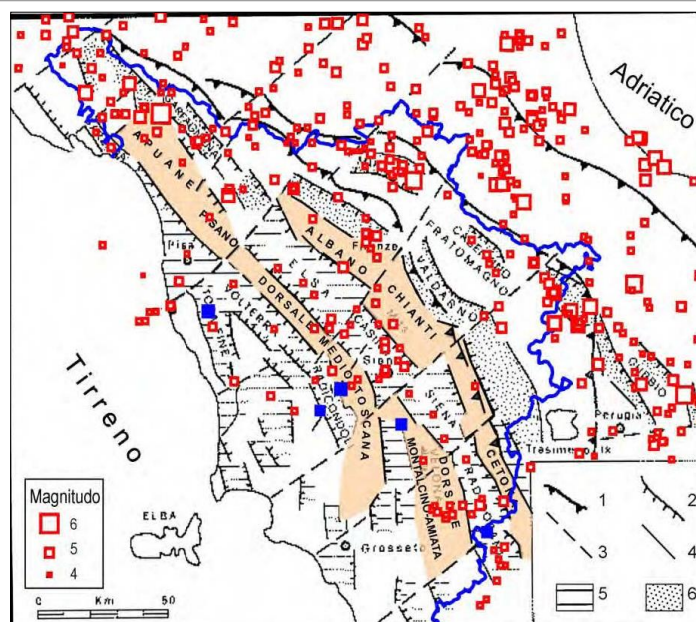 Adriatico
Tirreno
GARFAGNANA
APUANE
PISANO
Pisa
ALBANO
CHIANTI
Firenze
ELSA
VALDARNO
CASENTINO
PRATOMAGNO
DORSALE MEDIO TOSCANA
VOLTERRA
FINE
RADICONDOLI
Siena
SIENA
MONTALCINO-AMIATA
DORSALE
CETONA
GUBBIO
Perugia
Trasimeno
Grosseto
ELBA
Magnitudo
6
5
4
0 Km 50
1
2
3
4
5
6